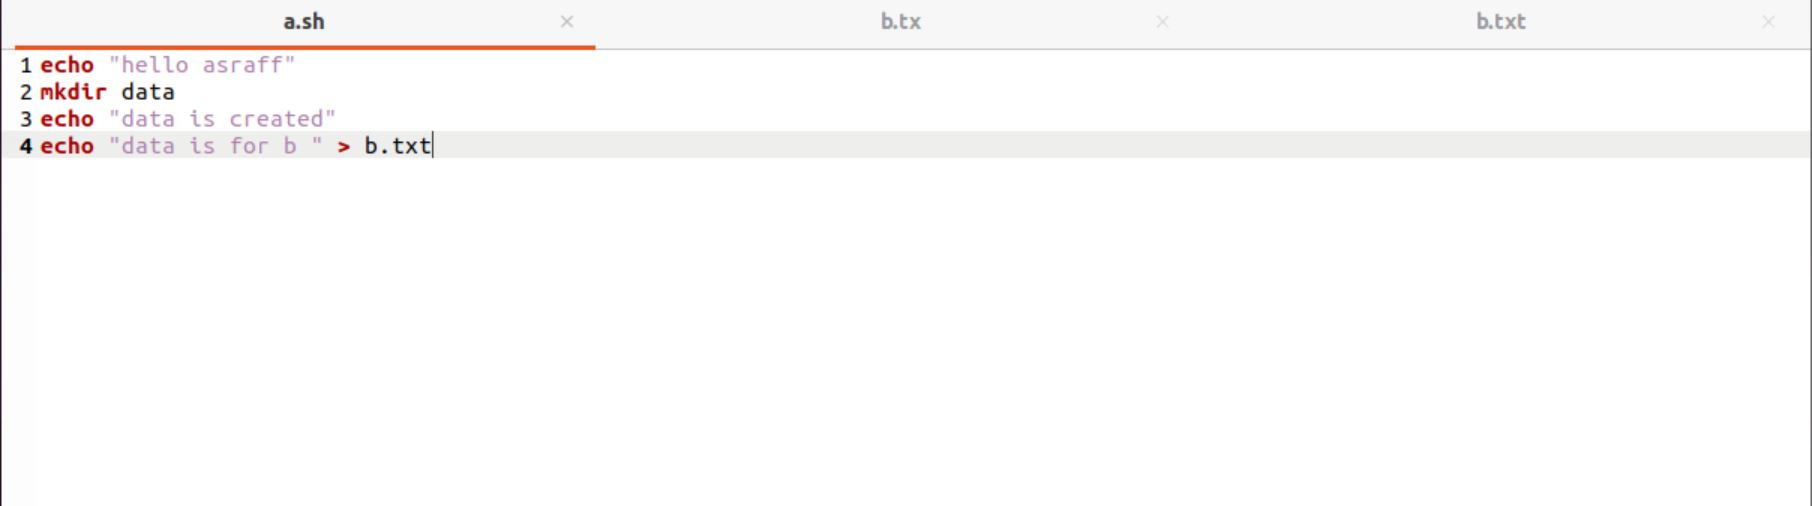 a.sh × b.tx × b.txt ×
1 echo "hello asraff"
2 mkdir data
3 echo "data is created"
4 echo "data is for b " > b.txt